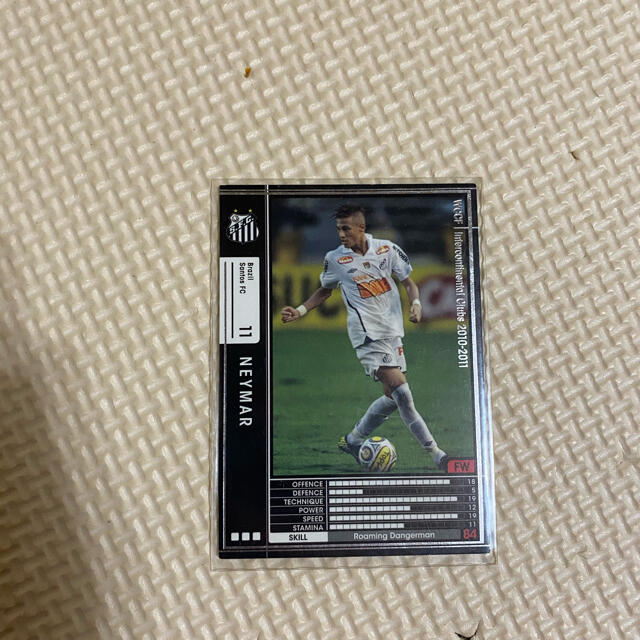 WCCF | Intercontinental Clubs 2010-2011
Brazil
Santos FC
11
NEYMAR
FW
OFFENCE 18
DEFENCE 5
TECHNIQUE 19
POWER 12
SPEED 19
STAMINA 11
SKILL Roaming Dangerman 84